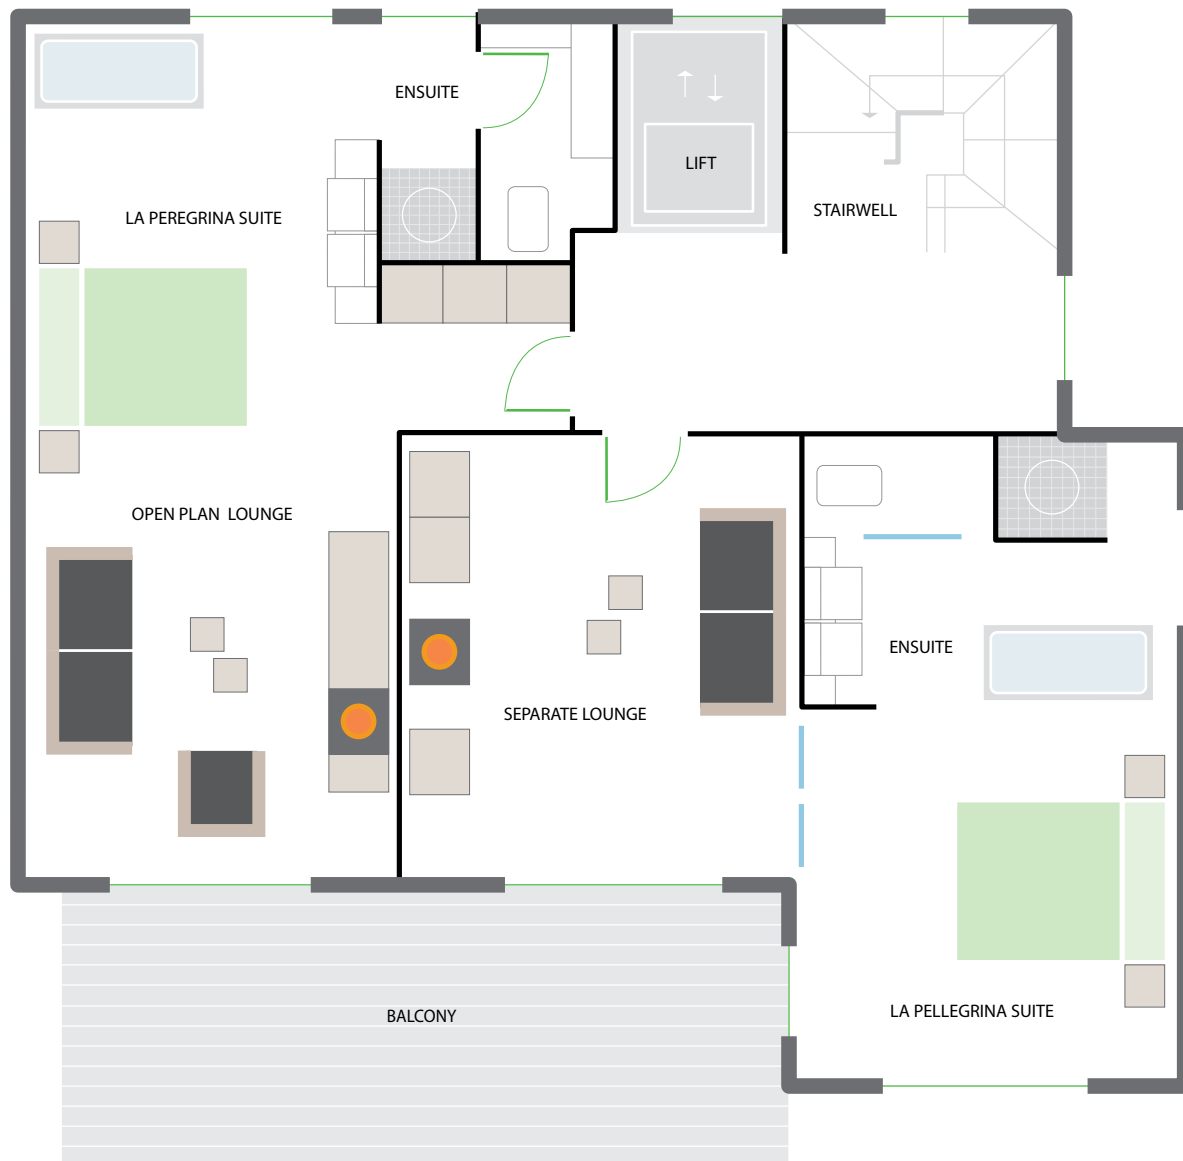 ENSUITE
LIFT
LA PEREGRINA SUITE
STAIRWELL
OPEN PLAN LOUNGE
ENSUITE
SEPARATE LOUNGE
LA PELLEGRINA SUITE
BALCONY